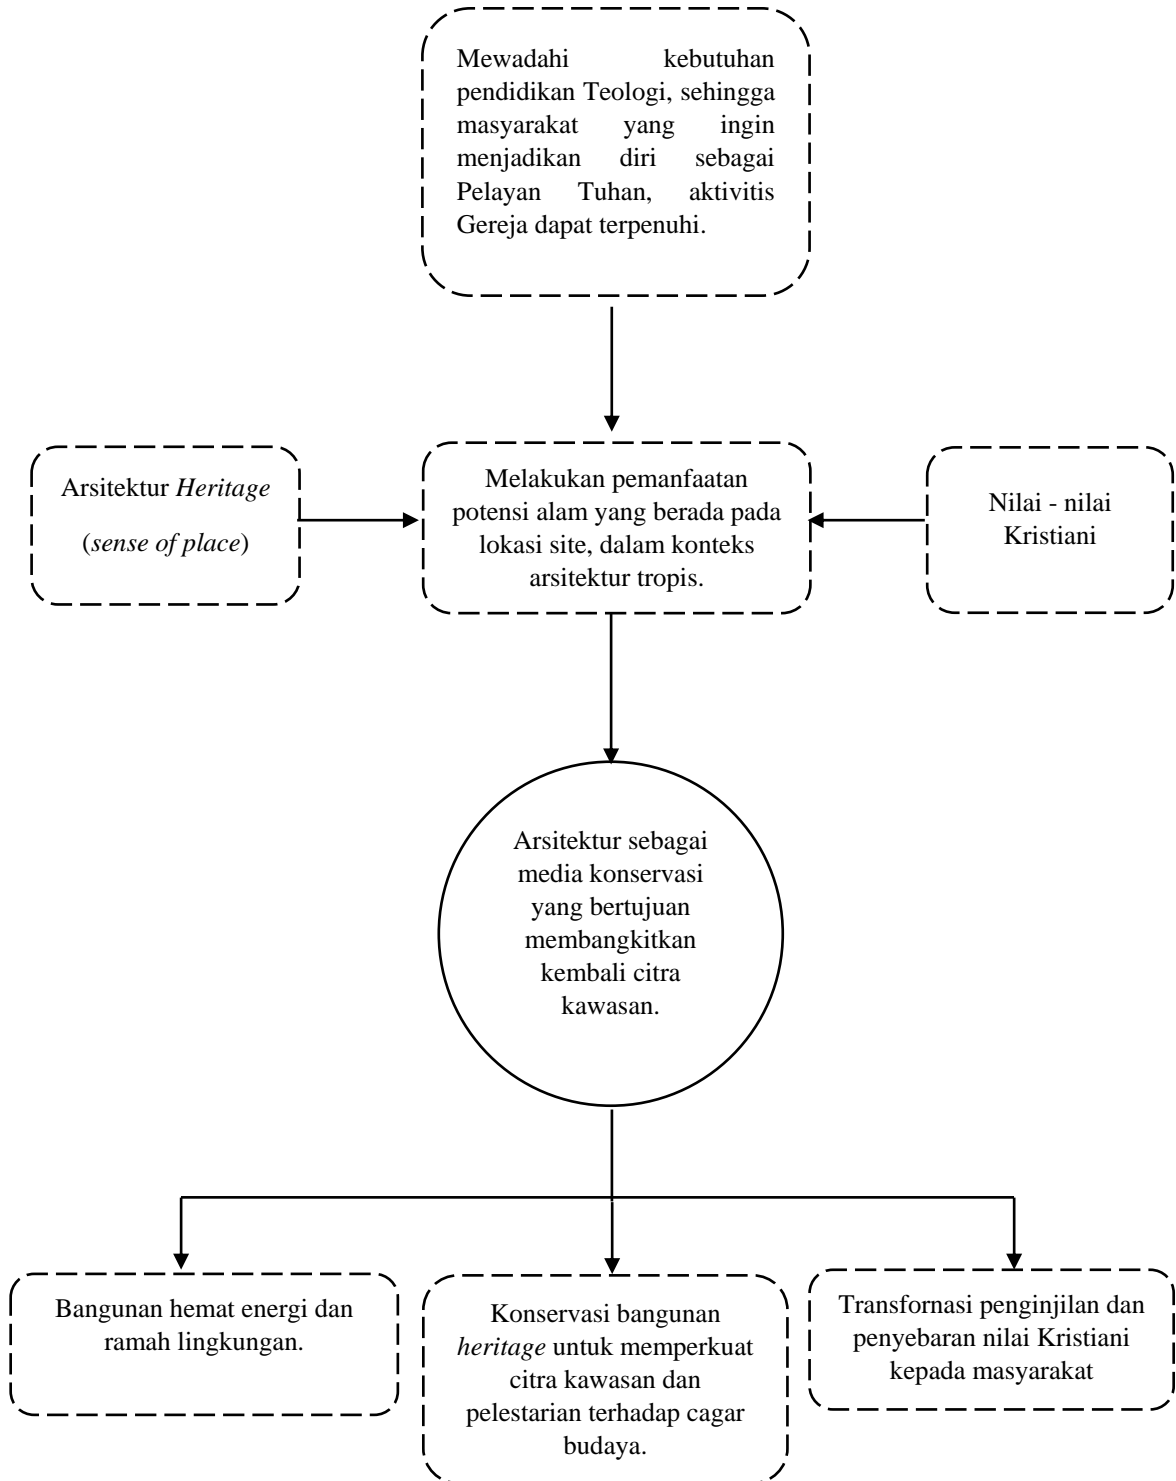 Mewadahi kebutuhan
pendidikan Teologi, sehingga
masyarakat yang ingin
menjadikan diri sebagai
Pelayan Tuhan, aktivitis
Gereja dapat terpenuhi.
Arsitektur Heritage
(sense of place)
Melakukan pemanfaatan
potensi alam yang berada pada
lokasi site, dalam konteks
arsitektur tropis.
Nilai - nilai
Kristiani
Arsitektur sebagai
media konservasi
yang bertujuan
membangkitkan
kembali citra
kawasan.
Bangunan hemat energi dan
ramah lingkungan.
Konservasi bangunan
heritage untuk memperkuat
citra kawasan dan
pelestarian terhadap cagar
budaya.
Transfornasi penginjilan dan
penyebaran nilai Kristiani
kepada masyarakat